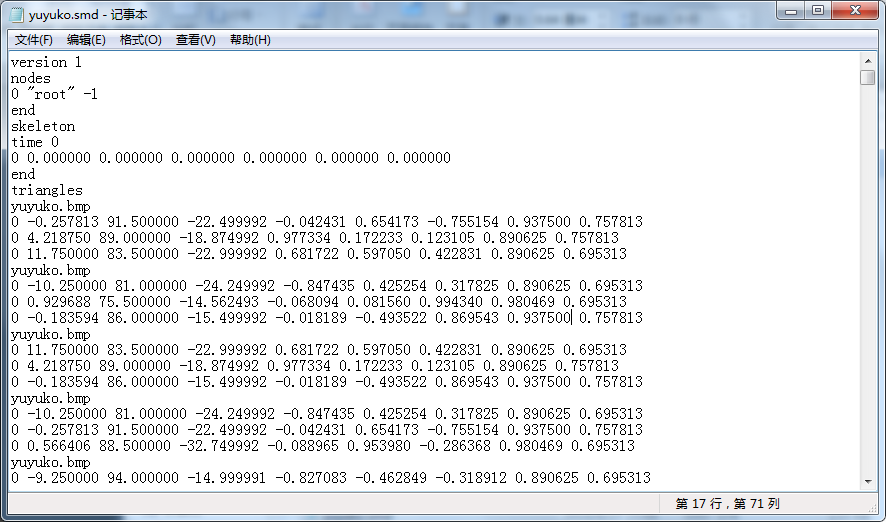 yuyuko.smd - 记事本
文件(F) 编辑(E) 格式(O) 查看(V) 帮助(H)
version 1
nodes
0 "root" -1
end
skeleton
time 0
0 0.000000 0.000000 0.000000 0.000000 0.000000 0.000000
end
triangles
yuyuko.bmp
0 -0.257813 91.500000 -22.499992 -0.042431 0.654173 -0.755154 0.937500 0.757813
0 4.218750 89.000000 -18.874992 0.977334 0.172233 0.123105 0.890625 0.757813
0 11.750000 83.500000 -22.999992 0.681722 0.597050 0.422831 0.890625 0.695313
yuyuko.bmp
0 -10.250000 81.000000 -24.249992 -0.847435 0.425254 0.317825 0.890625 0.695313
0 0.929688 75.500000 -14.562493 -0.068094 0.081560 0.994340 0.980469 0.695313
0 -0.183594 86.000000 -15.499992 -0.018189 -0.493522 0.869543 0.937500 0.757813
yuyuko.bmp
0 11.750000 83.500000 -22.999992 0.681722 0.597050 0.422831 0.890625 0.695313
0 4.218750 89.000000 -18.874992 0.977334 0.172233 0.123105 0.890625 0.757813
0 -0.183594 86.000000 -15.499992 -0.018189 -0.493522 0.869543 0.937500 0.757813
yuyuko.bmp
0 -10.250000 81.000000 -24.249992 -0.847435 0.425254 0.317825 0.890625 0.695313
0 -0.257813 91.500000 -22.499992 -0.042431 0.654173 -0.755154 0.937500 0.757813
0 0.566406 88.500000 -32.749992 -0.088965 0.953980 -0.286368 0.980469 0.695313
yuyuko.bmp
0 -9.250000 94.000000 -14.999991 -0.827083 -0.462849 -0.318912 0.890625 0.695313
第 17 行，第 71 列